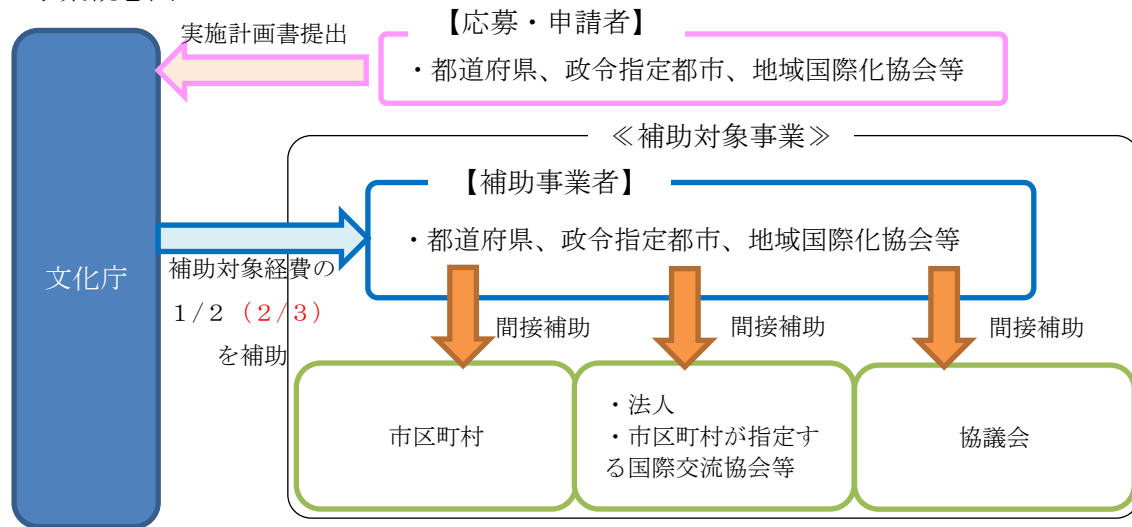 実施計画書提出
【応募・申請者】
・都道府県、政令指定都市、地域国際化協会等
≪補助対象事業≫
【補助事業者】
・都道府県、政令指定都市、地域国際化協会等
文化庁
補助対象経費の
1/2（2/3）
を補助
間接補助
間接補助
間接補助
市区町村
・法人
・市区町村が指定す
る国際交流協会等
協議会